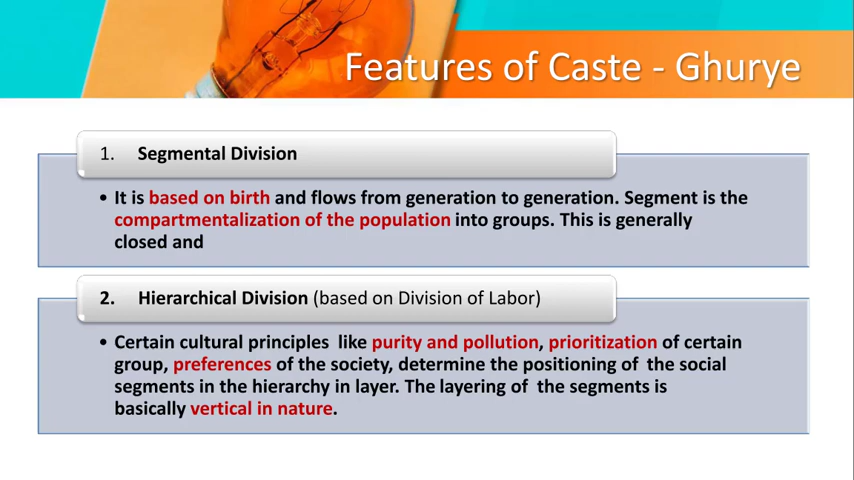 Features of Caste - Ghurye
1. Segmental Division
• It is based on birth and flows from generation to generation. Segment is the
compartmentalization of the population into groups. This is generally
closed and
2. Hierarchical Division (based on Division of Labor)
• Certain cultural principles like purity and pollution, prioritization of certain
group, preferences of the society, determine the positioning of the social
segments in the hierarchy in layer. The layering of the segments is
basically vertical in nature.